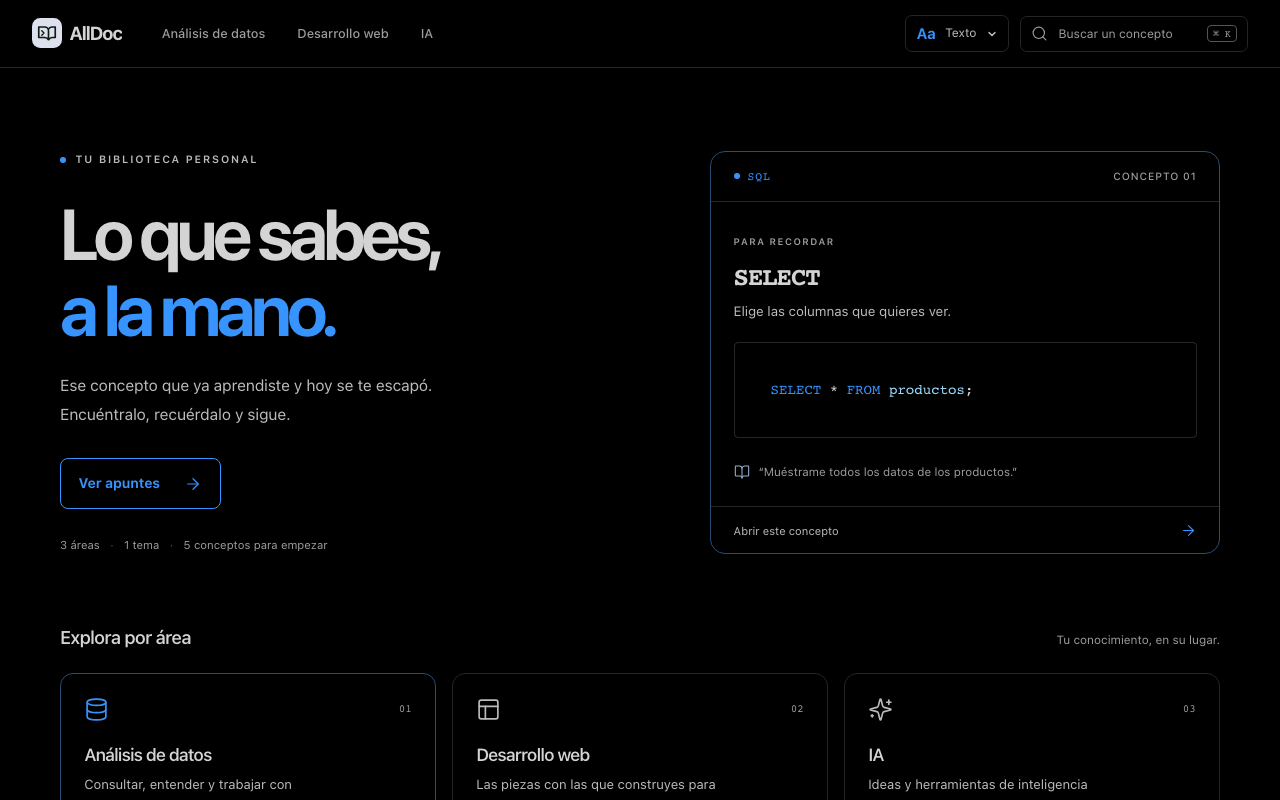 AllDoc
Análisis de datos
Desarrollo web
IA
Aa Texto
Buscar un concepto
⌘ K
TU BIBLIOTECA PERSONAL
Lo que sabes,
a la mano.
Ese concepto que ya aprendiste y hoy se te escapó.
Encuéntralo, recuérdalo y sigue.
Ver apuntes
3 áreas · 1 tema · 5 conceptos para empezar
SQL
CONCEPTO 01
PARA RECORDAR
SELECT
Elige las columnas que quieres ver.
SELECT * FROM productos;
“Muéstrame todos los datos de los productos.”
Abrir este concepto
Explora por área
Tu conocimiento, en su lugar.
01
Análisis de datos
Consultar, entender y trabajar con
02
Desarrollo web
Las piezas con las que construyes para
03
IA
Ideas y herramientas de inteligencia